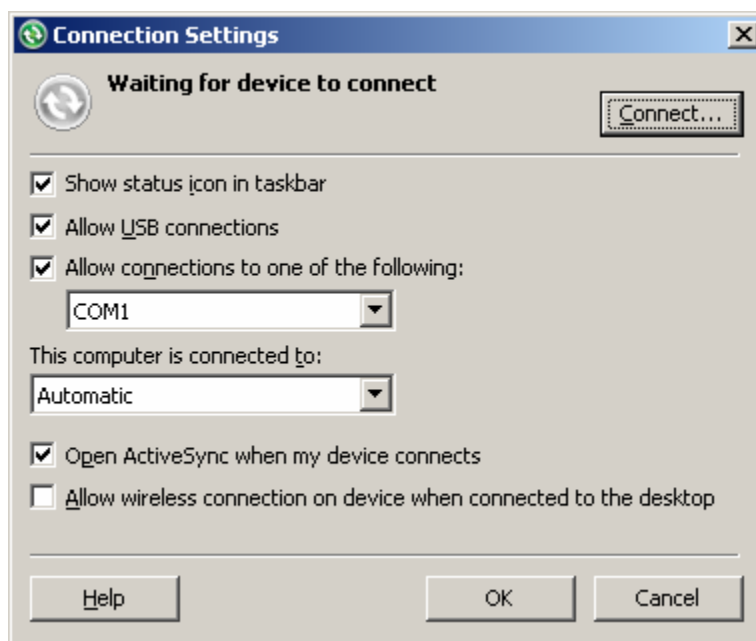 Connection Settings
Waiting for device to connect
Connect...
Show status icon in taskbar
Allow USB connections
Allow connections to one of the following:
COM1
This computer is connected to:
Automatic
Open ActiveSync when my device connects
Allow wireless connection on device when connected to the desktop
Help
OK
Cancel